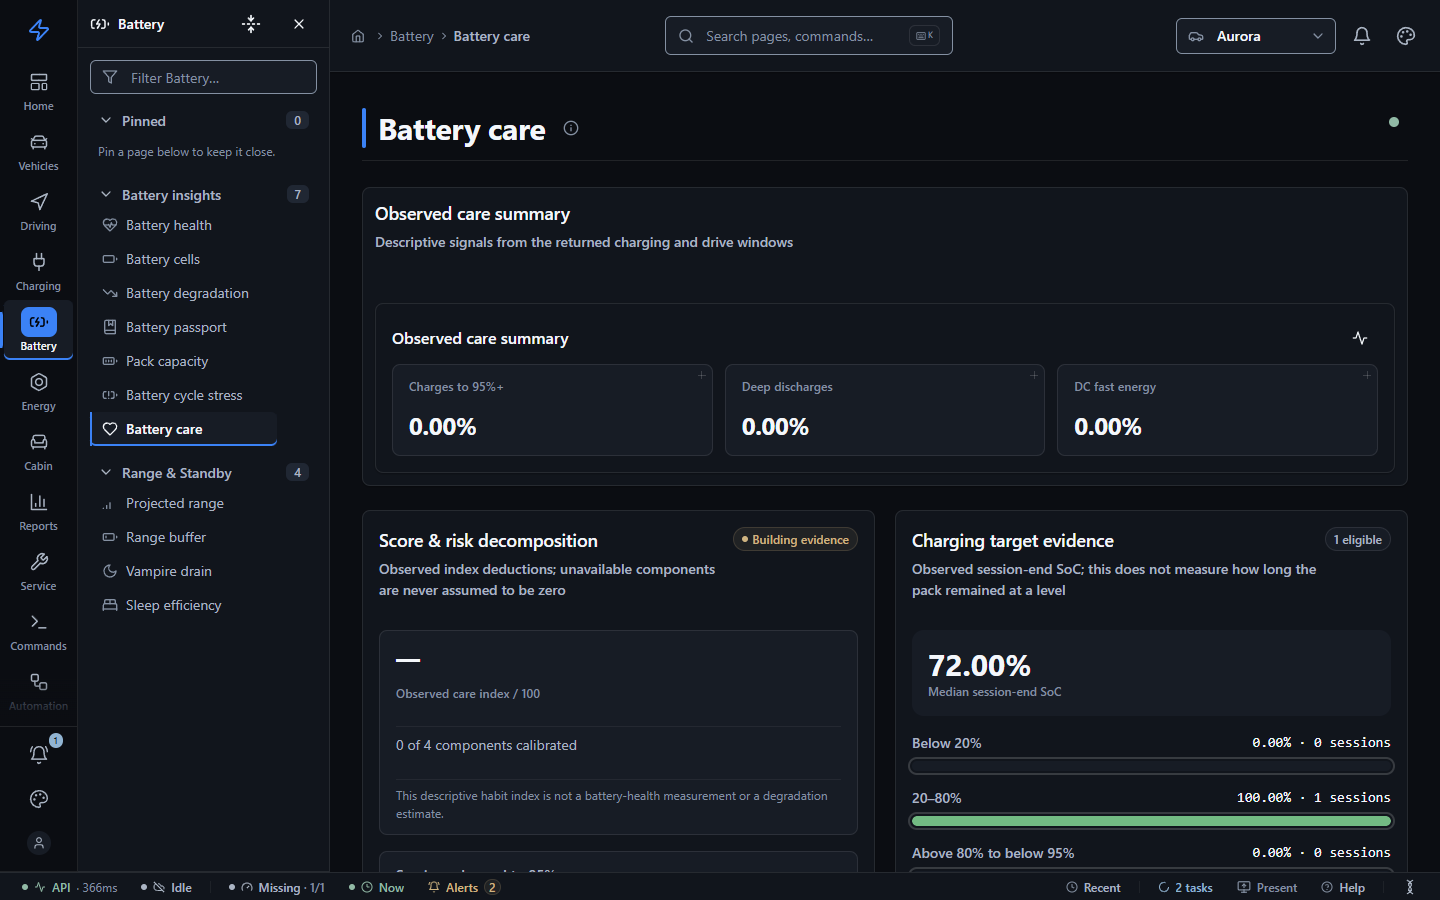 Battery
Battery
Battery care
Search pages, commands...
K
Aurora
Home
Vehicles
Driving
Charging
Battery
Energy
Cabin
Reports
Service
Commands
Automation
1
Filter Battery...
Pinned
0
Pin a page below to keep it close.
Battery insights
7
Battery health
Battery cells
Battery degradation
Battery passport
Pack capacity
Battery cycle stress
Battery care
Range & Standby
4
Projected range
Range buffer
Vampire drain
Sleep efficiency
Battery care
Observed care summary
Descriptive signals from the returned charging and drive windows
Observed care summary
Charges to 95%+
0.00%
Deep discharges
0.00%
DC fast energy
0.00%
Score & risk decomposition
Building evidence
Observed index deductions; unavailable components
are never assumed to be zero
—
Observed care index / 100
0 of 4 components calibrated
This descriptive habit index is not a battery-health measurement or a degradation
estimate.
Charging target evidence
1 eligible
Observed session-end SoC; this does not measure how long the
pack remained at a level
72.00%
Median session-end SoC
Below 20%
0.00% · 0 sessions
20–80%
100.00% · 1 sessions
Above 80% to below 95%
0.00% · 0 sessions
API · 366ms
Idle
Missing · 1/1
Now
Alerts 2
Recent
2 tasks
Present
Help